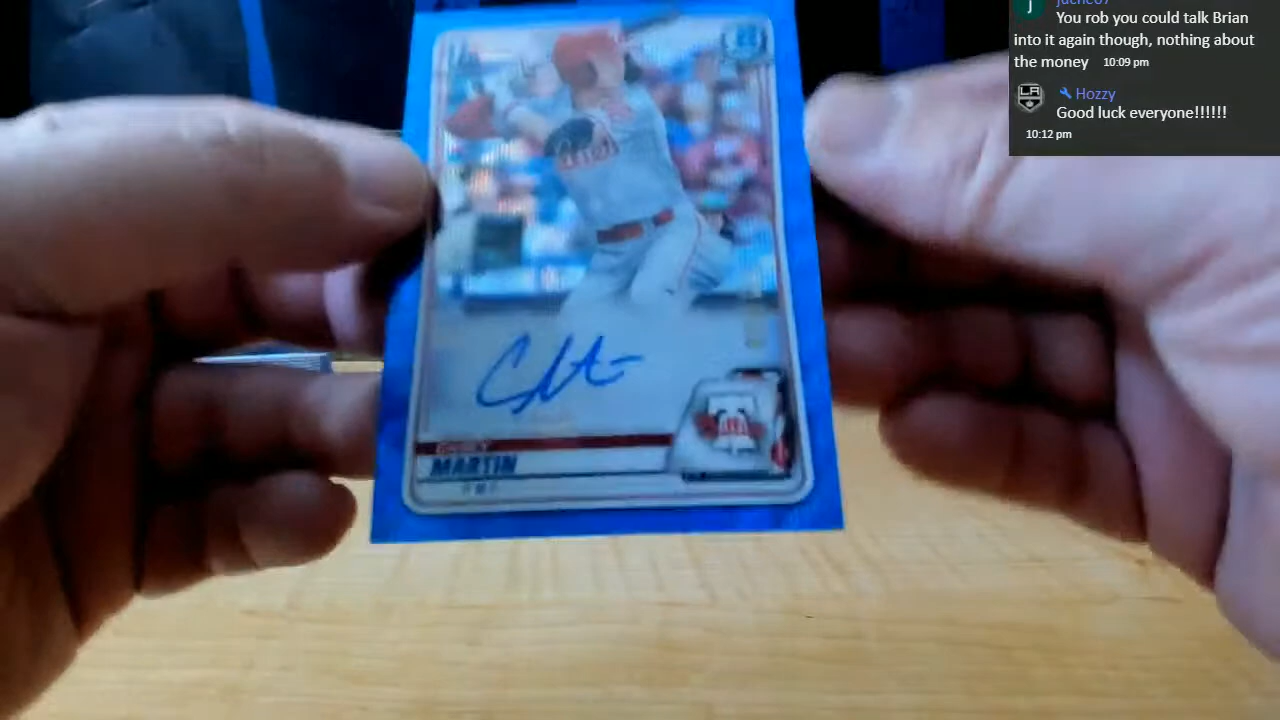 You rob you could talk Brian
into it again though, nothing about
the money 10:09 pm
Hozzy
Good luck everyone!!!!!!
10:12 pm
MARTIN